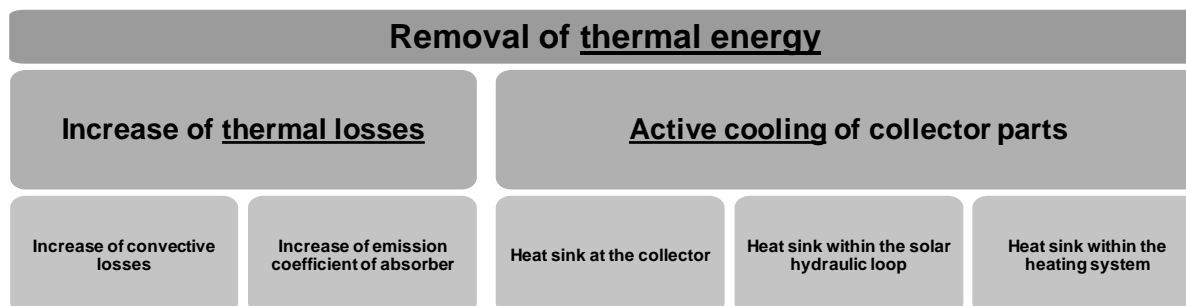 Removal of thermal energy
Increase of thermal losses
Active cooling of collector parts
Increase of convective
losses
Increase of emission
coefficient of absorber
Heat sink at the collector
Heat sink within the solar
hydraulic loop
Heat sink within the
heating system